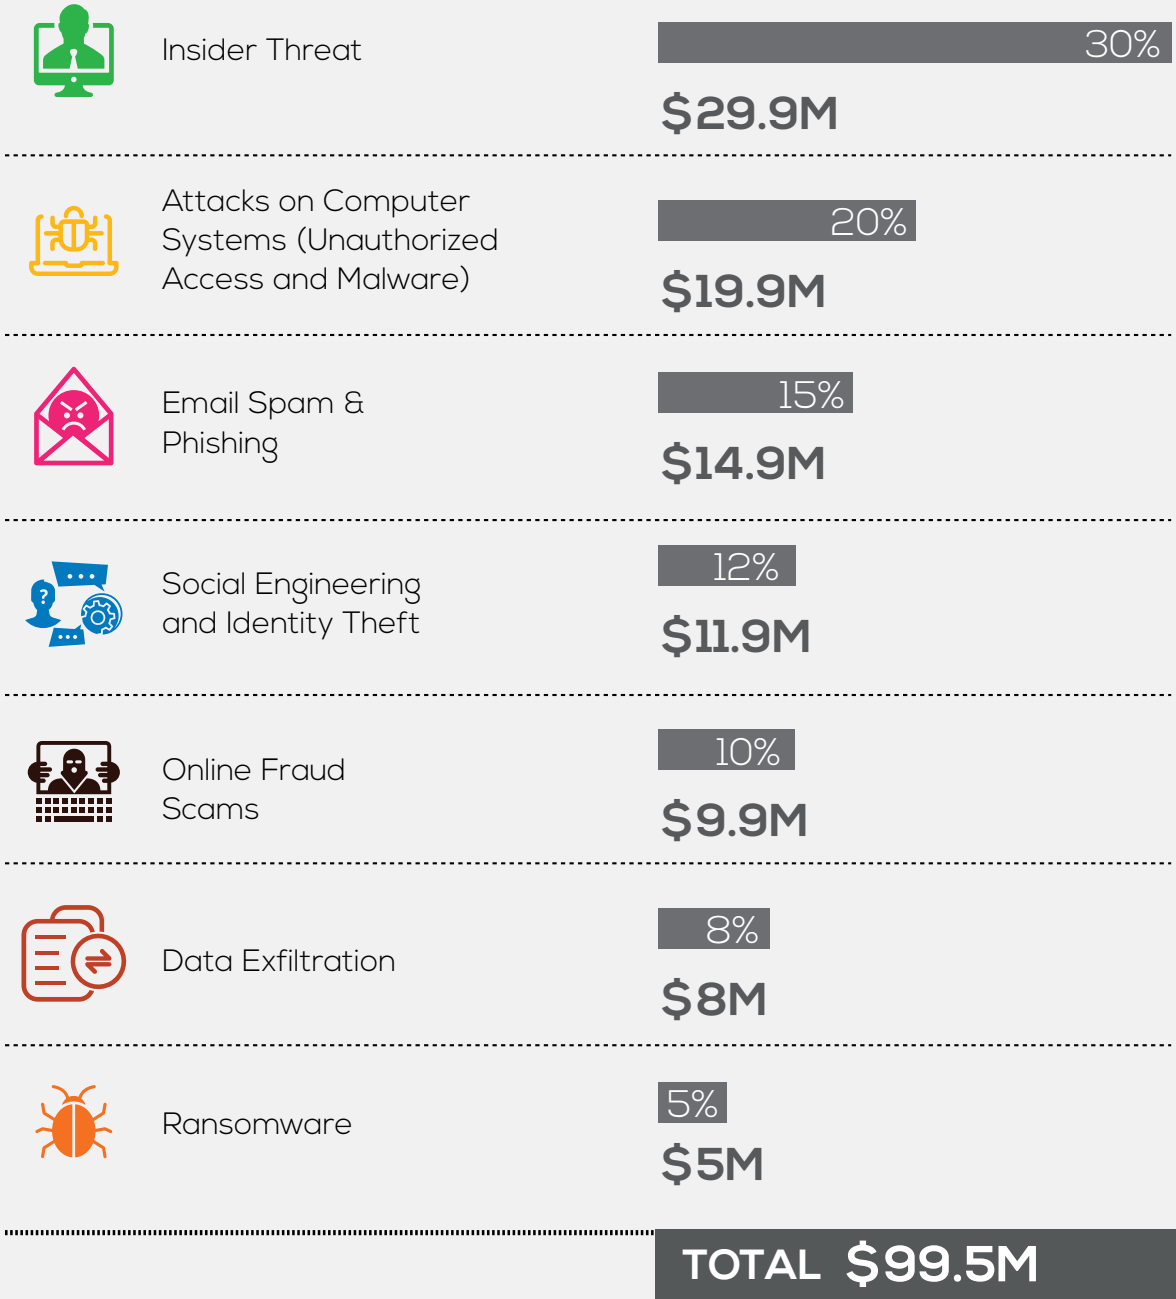 Insider Threat
30%
$29.9M
Attacks on Computer
Systems (Unauthorized
Access and Malware)
20%
$19.9M
Email Spam &
Phishing
15%
$14.9M
Social Engineering
and Identity Theft
12%
$11.9M
Online Fraud
Scams
10%
$9.9M
Data Exfiltration
8%
$8M
Ransomware
5%
$5M
TOTAL $99.5M